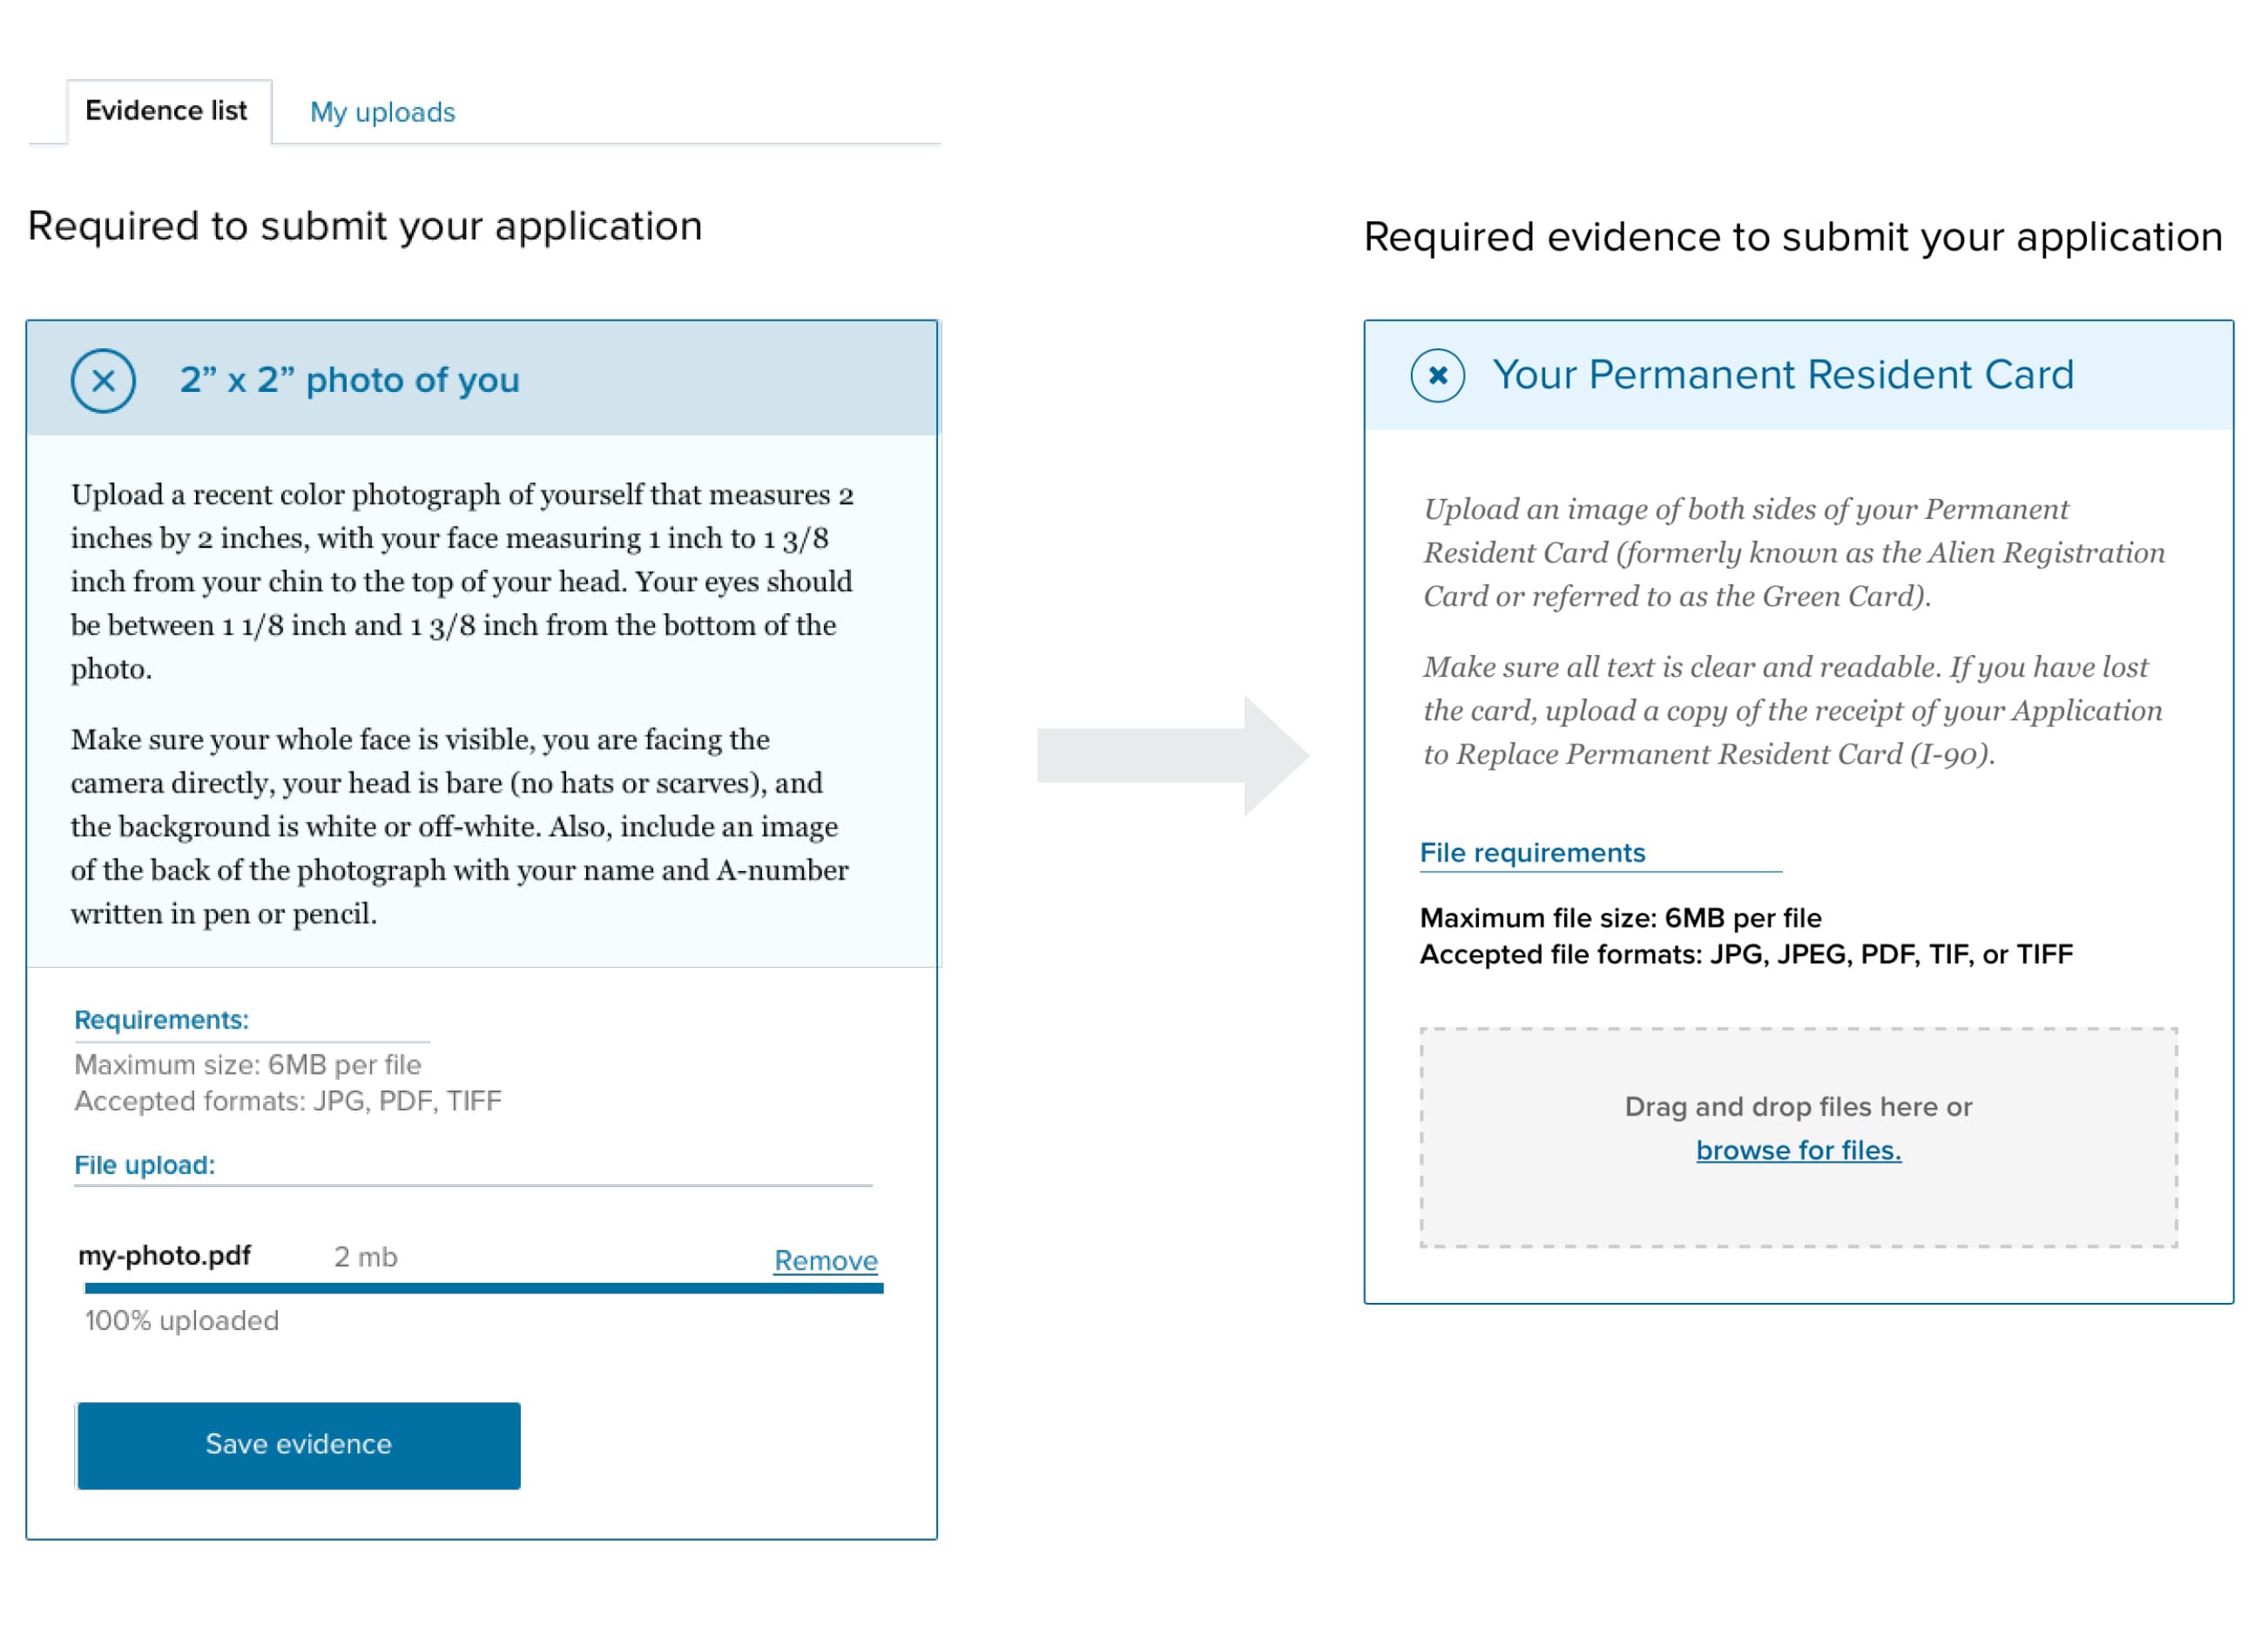 Evidence list
My uploads
Required to submit your application
2” x 2” photo of you
Upload a recent color photograph of yourself that measures 2
inches by 2 inches, with your face measuring 1 inch to 1 3/8
inch from your chin to the top of your head. Your eyes should
be between 1 1/8 inch and 1 3/8 inch from the bottom of the
photo.
Make sure your whole face is visible, you are facing the
camera directly, your head is bare (no hats or scarves), and
the background is white or off-white. Also, include an image
of the back of the photograph with your name and A-number
written in pen or pencil.
Requirements:
Maximum size: 6MB per file
Accepted formats: JPG, PDF, TIFF
File upload:
my-photo.pdf
2 mb
Remove
100% uploaded
Save evidence
Required evidence to submit your application
Your Permanent Resident Card
Upload an image of both sides of your Permanent
Resident Card (formerly known as the Alien Registration
Card or referred to as the Green Card).
Make sure all text is clear and readable. If you have lost
the card, upload a copy of the receipt of your Application
to Replace Permanent Resident Card (I-90).
File requirements
Maximum file size: 6MB per file
Accepted file formats: JPG, JPEG, PDF, TIF, or TIFF
Drag and drop files here or
browse for files.